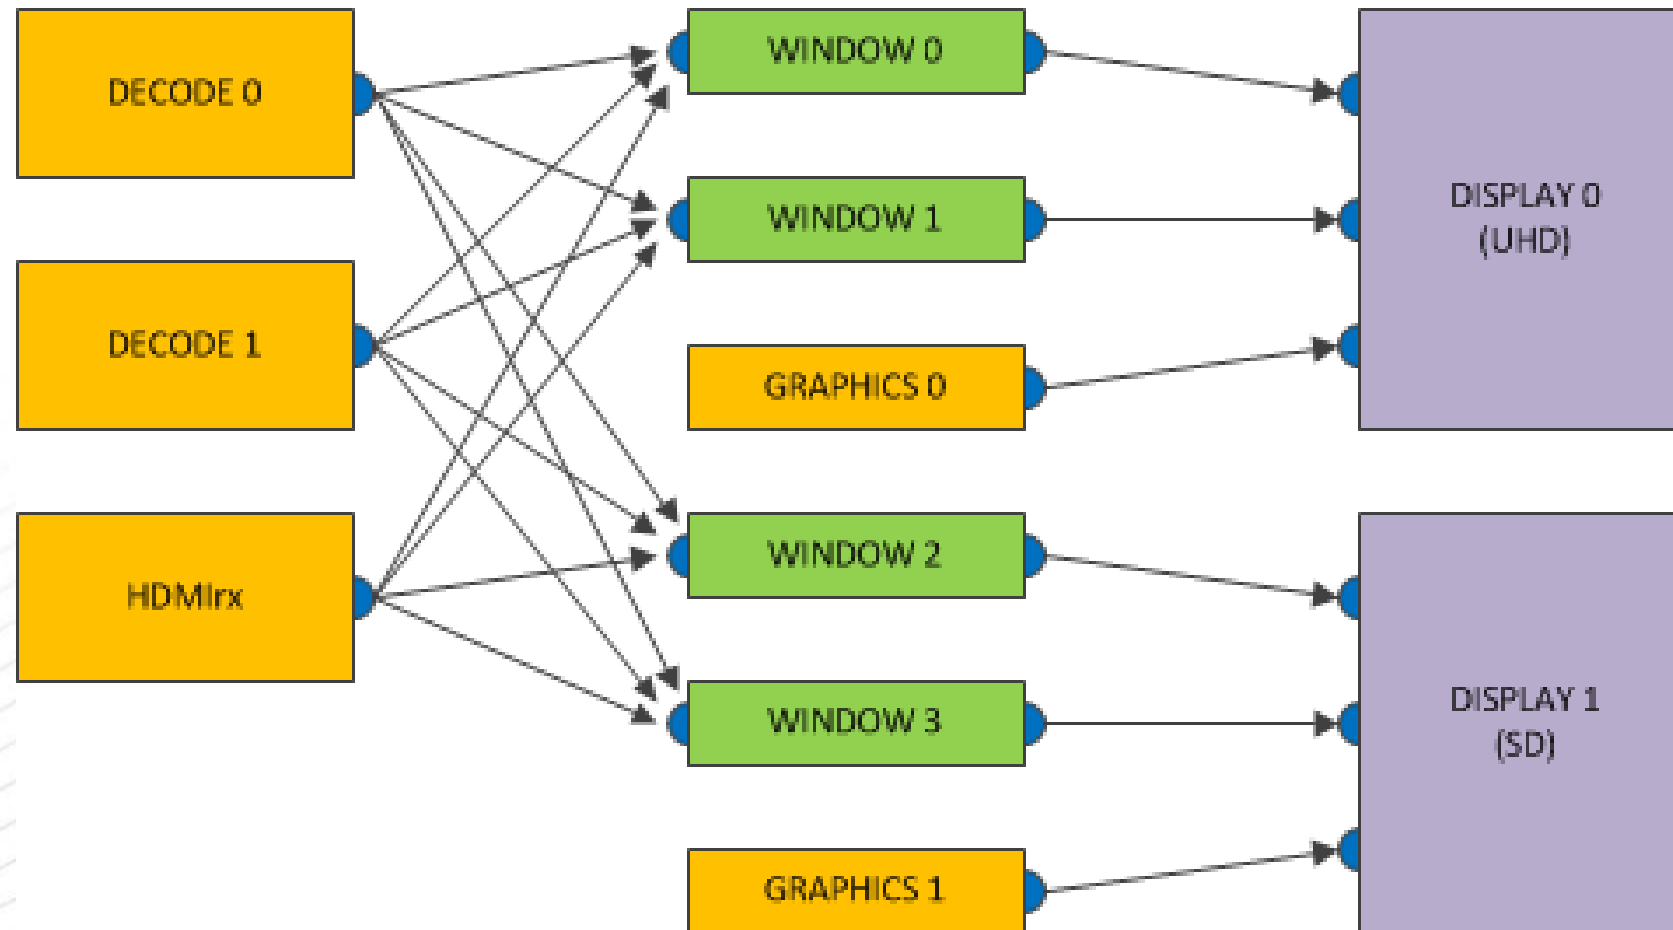 DECODE 0
DECODE 1
HDMIrx
WINDOW 0
WINDOW 1
GRAPHICS 0
WINDOW 2
WINDOW 3
GRAPHICS 1
DISPLAY 0
(UHD)
DISPLAY 1
(SD)